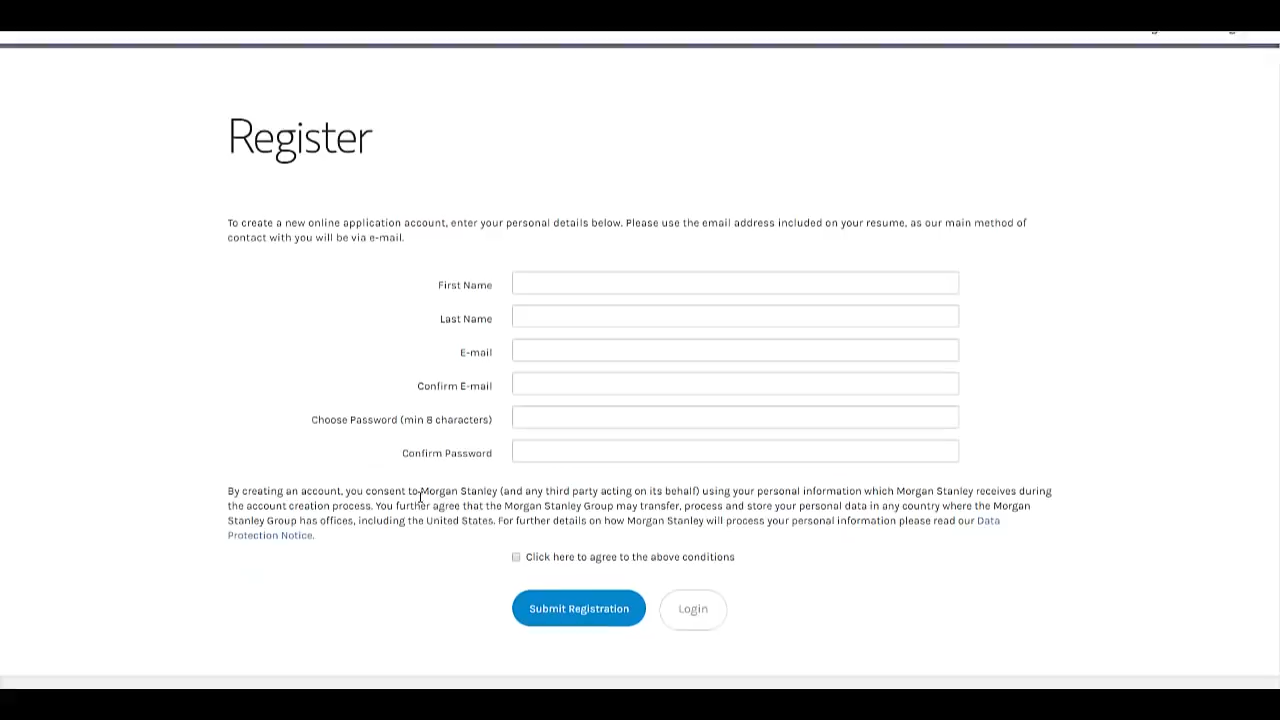 Register
To create a new online application account, enter your personal details below. Please use the email address included on your resume, as our main method of
contact with you will be via e-mail.
First Name
Last Name
E-mail
Confirm E-mail
Choose Password (min 8 characters)
Confirm Password
By creating an account, you consent to Morgan Stanley (and any third party acting on its behalf) using your personal information which Morgan Stanley receives during
the account creation process. You further agree that the Morgan Stanley Group may transfer, process and store your personal data in any country where the Morgan
Stanley Group has offices, including the United States. For further details on how Morgan Stanley will process your personal information please read our Data
Protection Notice.
Click here to agree to the above conditions
Submit Registration Login